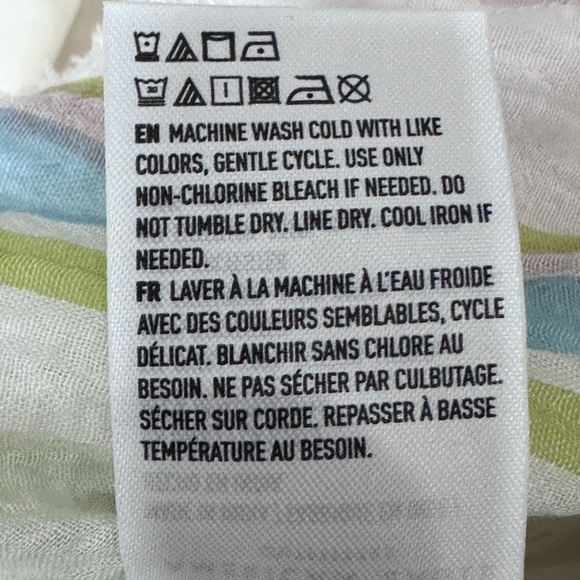 30
EN MACHINE WASH COLD WITH LIKE
COLORS, GENTLE CYCLE. USE ONLY
NON-CHLORINE BLEACH IF NEEDED. DO
NOT TUMBLE DRY. LINE DRY. COOL IRON IF
NEEDED.
FR LAVER À LA MACHINE À L'EAU FROIDE
AVEC DES COULEURS SEMBLABLES, CYCLE
DÉLICAT. BLANCHIR SANS CHLORE AU
BESOIN. NE PAS SÉCHER PAR CULBUTAGE.
SÉCHER SUR CORDE. REPASSER À BASSE
TEMPÉRATURE AU BESOIN.